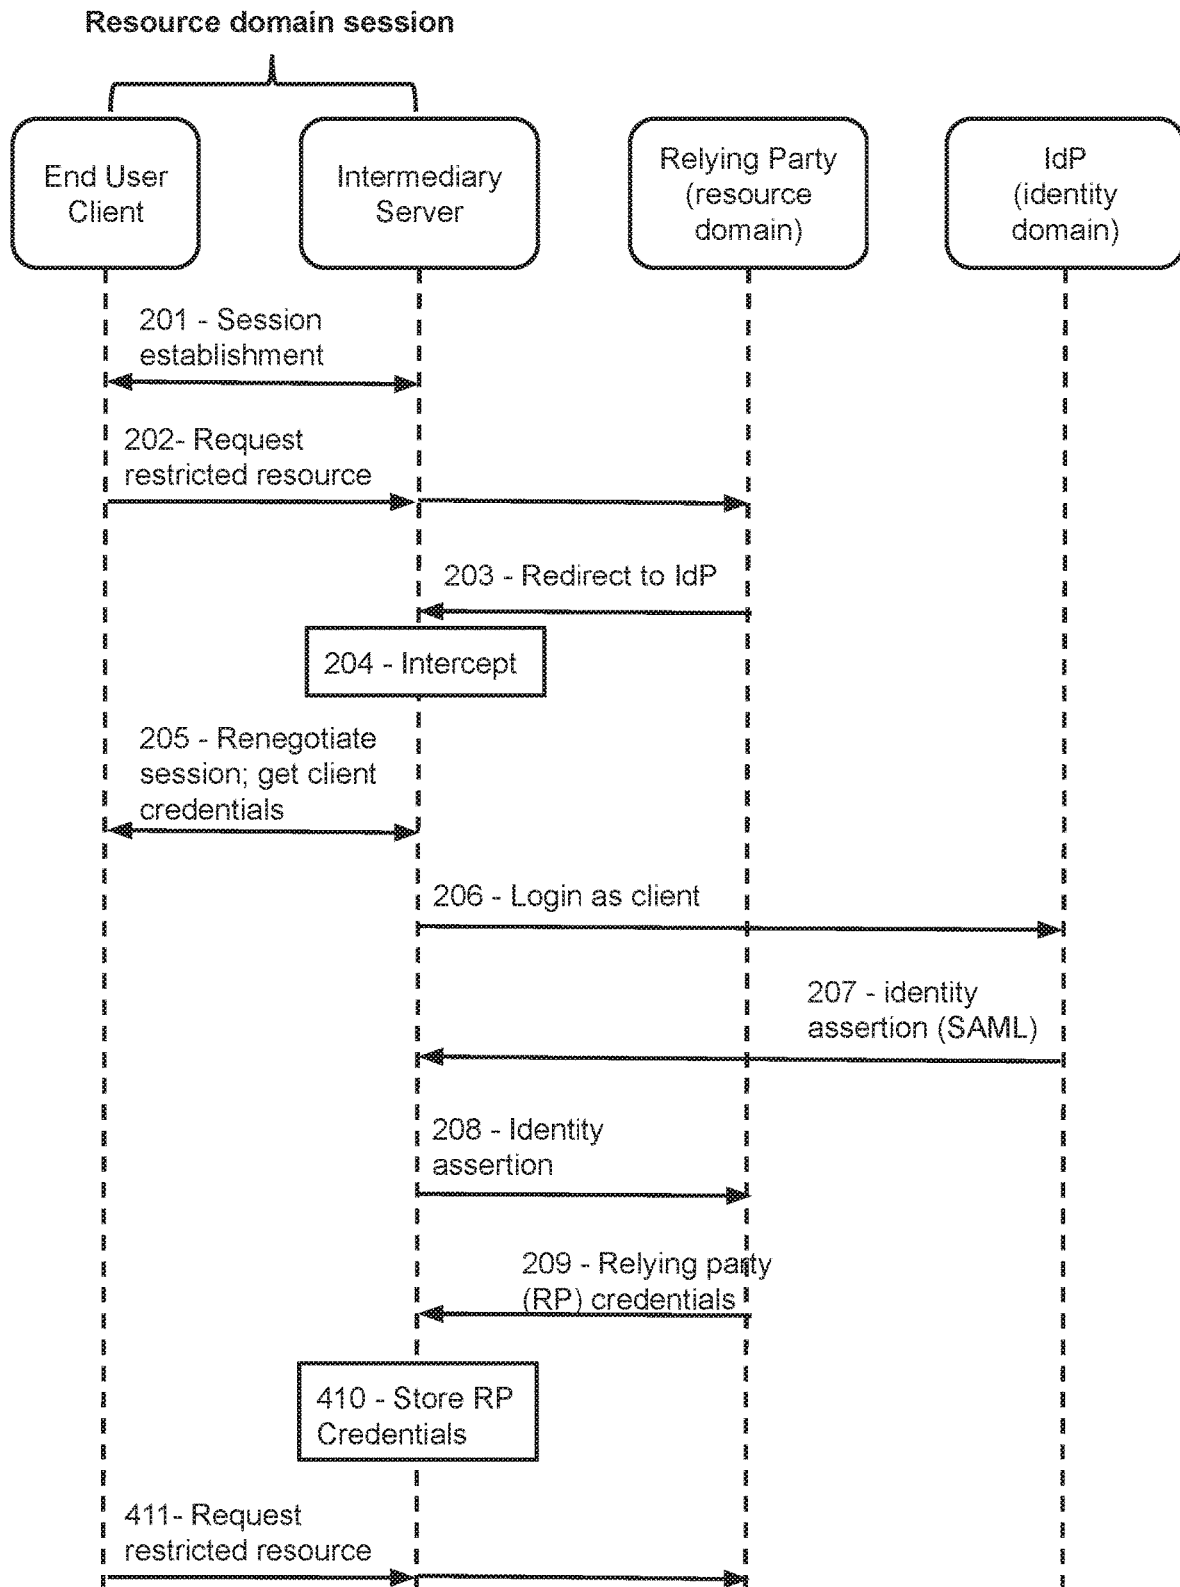 Resource domain session
End User
Client
Intermediary
Server
Relying Party
(resource
domain)
IdP
(identity
domain)
201 - Session
establishment
202- Request
restricted resource
203 - Redirect to IdP
204 - Intercept
205 - Renegotiate
session; get client
credentials
206 - Login as client
207 - identity
assertion (SAML)
208 - Identity
assertion
209 - Relying party
(RP) credentials
410 - Store RP
Credentials
411- Request
restricted resource